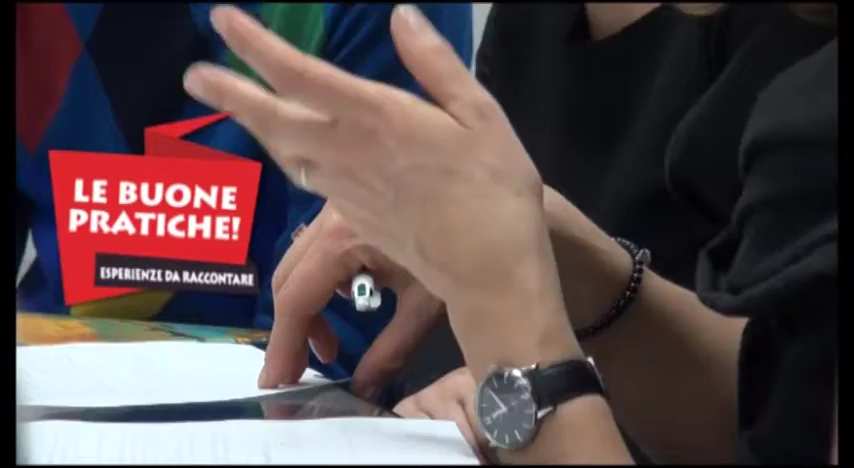 LE BUONE
PRATICHE!
ESPERIENZE DA RACCONTARE